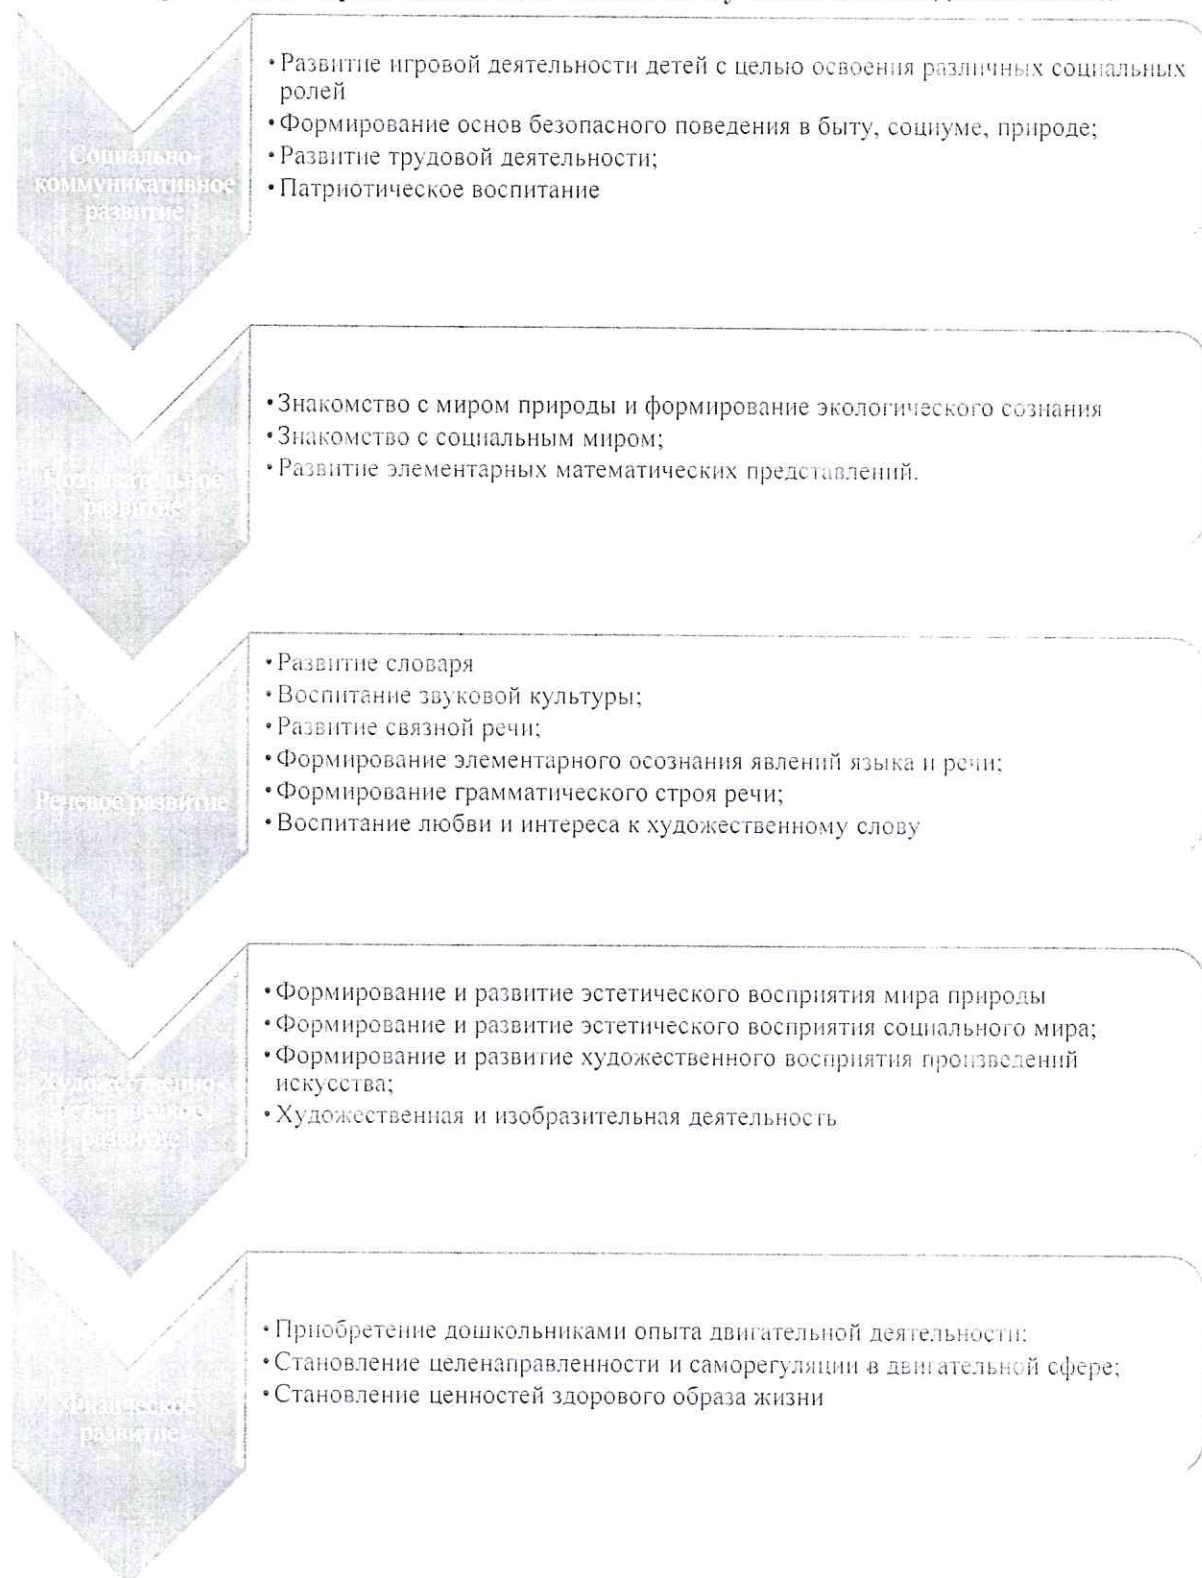 Социально-
коммуникативное
развитие
• Развитие игровой деятельности детей с целью освоения различных социальных
ролей
• Формирование основ безопасного поведения в быту, социуме, природе;
• Развитие трудовой деятельности;
• Патриотическое воспитание
Познавательное
развитие
• Знакомство с миром природы и формирование экологического сознания
• Знакомство с социальным миром;
• Развитие элементарных математических представлений.
Речевое развитие
• Развитие словаря
• Воспитание звуковой культуры;
• Развитие связной речи;
• Формирование элементарного осознания явлений языка и речи;
• Формирование грамматического строя речи;
• Воспитание любви и интереса к художественному слову
Художественно-
эстетическое
развитие
• Формирование и развитие эстетического восприятия мира природы
• Формирование и развитие эстетического восприятия социального мира;
• Формирование и развитие художественного восприятия произведений
искусства;
• Художественная и изобразительная деятельность
Физическое
развитие
• Приобретение дошкольниками опыта двигательной деятельности:
• Становление целенаправленности и саморегуляции в двигательной сфере;
• Становление ценностей здорового образа жизни